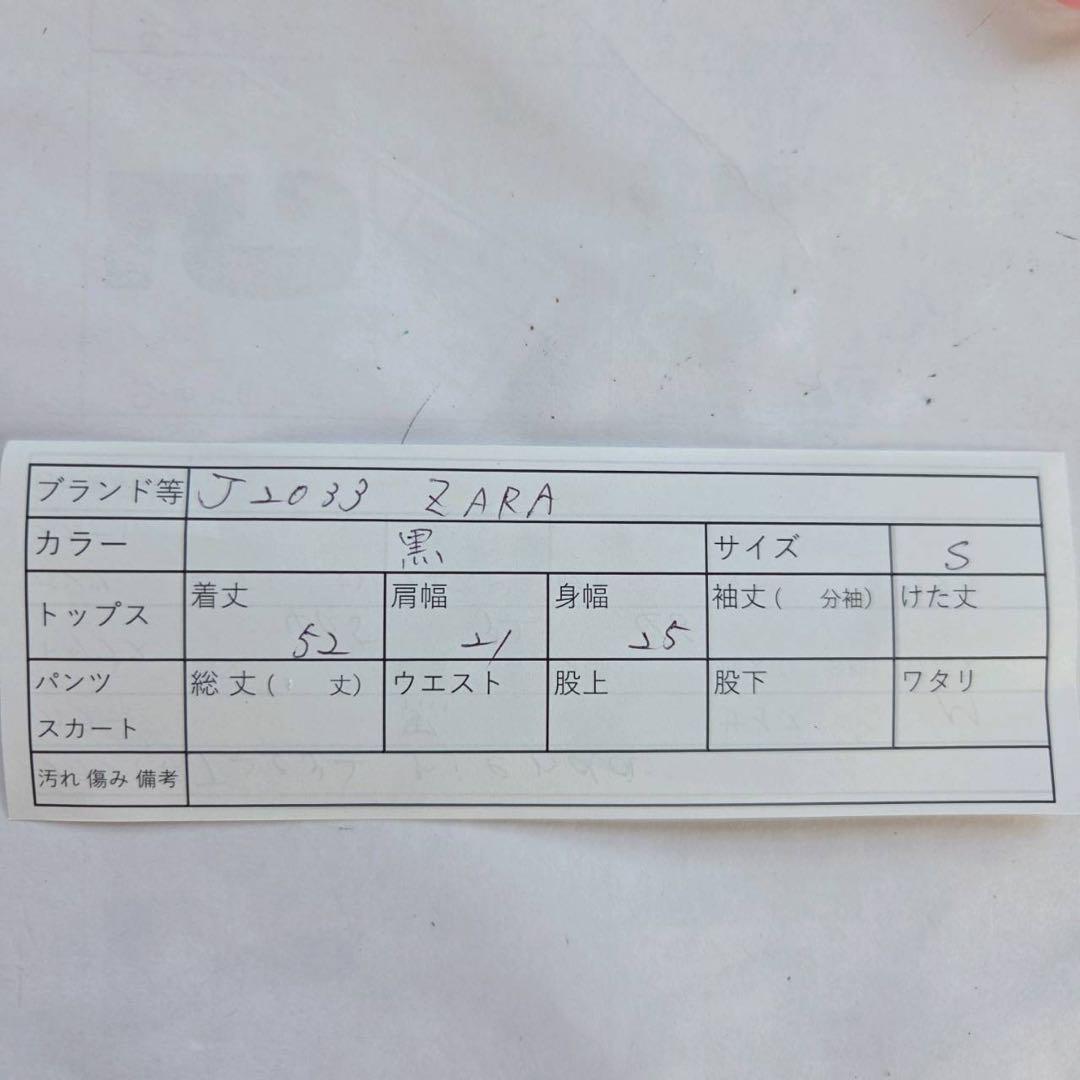 ブランド等 J2033 ZARA
カラー 黒 サイズ S
トップス 着丈 52 肩幅 21 身幅 25 袖丈(　分袖) けた丈
パンツ スカート 総丈(　丈) ウエスト 股上 股下 ワタリ
汚れ 傷み 備考